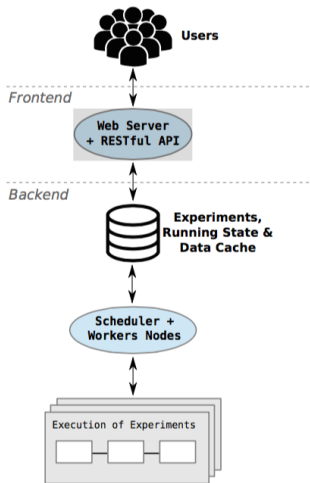 Users
Frontend
Web Server
+ RESTful API
Backend
Experiments,
Running State &
Data Cache
Scheduler +
Workers Nodes
Execution of Experiments